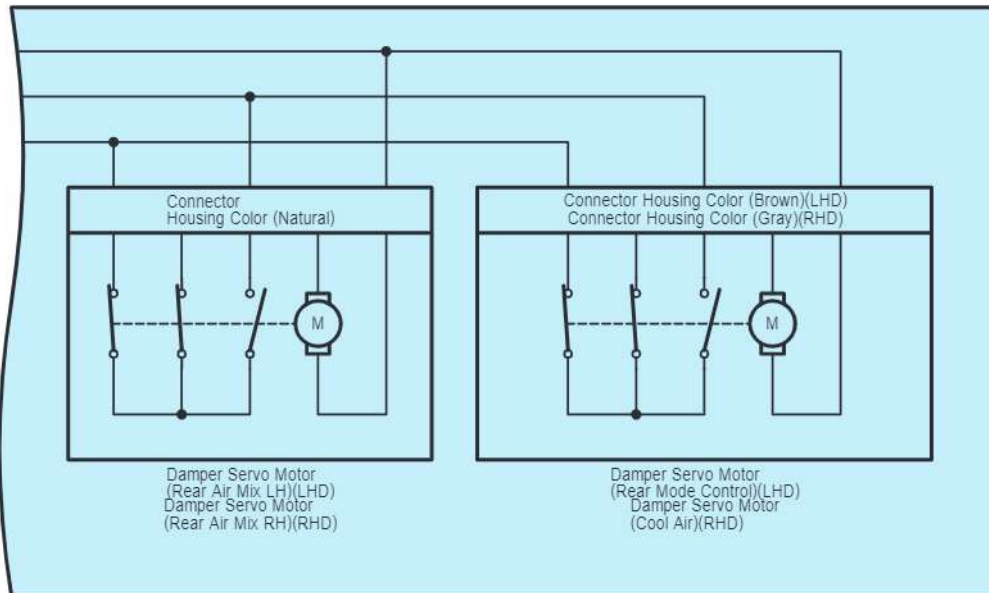 Connector
Housing Color (Natural)
Connector Housing Color (Brown)(LHD)
Connector Housing Color (Gray)(RHD)
M
M
Damper Servo Motor
(Rear Air Mix LH)(LHD)
Damper Servo Motor
(Rear Air Mix RH)(RHD)
Damper Servo Motor
(Rear Mode Control)(LHD)
Damper Servo Motor
(Cool Air)(RHD)